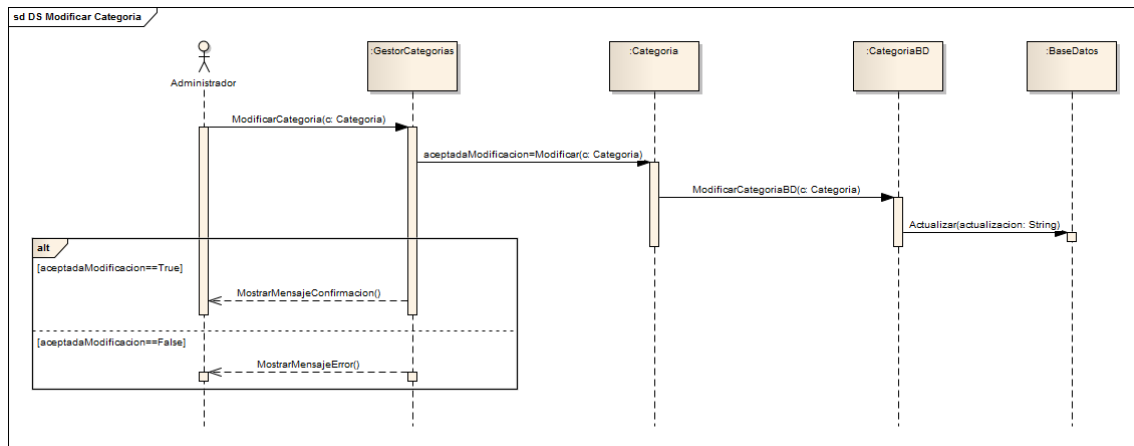 sd DS Modificar Categoria
Administrador
:GestorCategorias
:Categoria
:CategoriaBD
:BaseDatos
ModificarCategoria(c: Categoria)
aceptadaModificacion=Modificar(c: Categoria)
ModificarCategoriaBD(c: Categoria)
Actualizar(actualizacion: String)
alt
[aceptadaModificacion==True]
MostrarMensajeConfirmacion()
[aceptadaModificacion==False]
MostrarMensajeError()